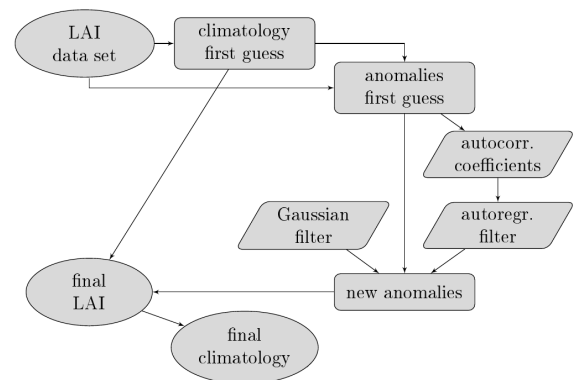 LAI
data set
climatology
first guess
anomalies
first guess
autocorr.
coefficients
Gaussian
filter
autoregr.
filter
final
LAI
new anomalies
final
climatology